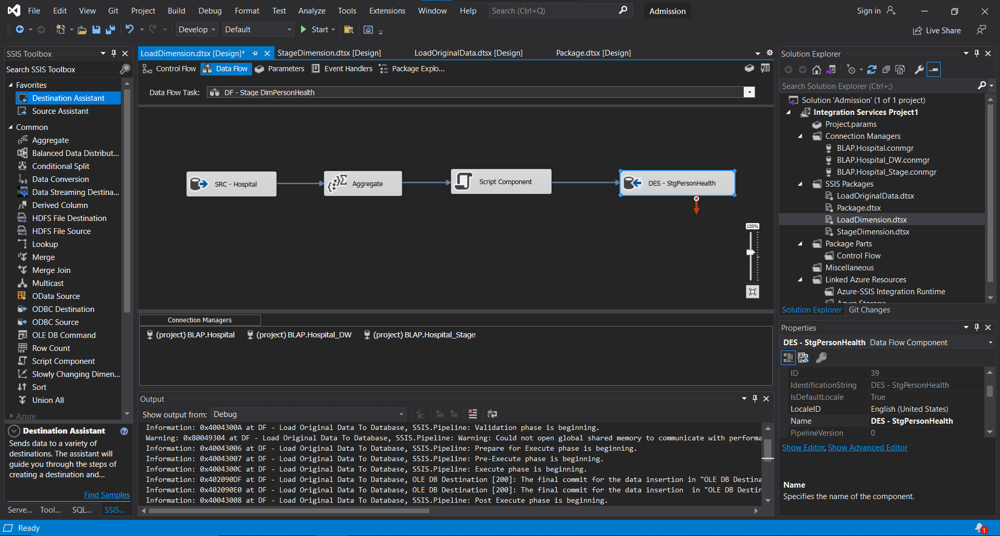 File Edit View Git Project Build Debug Format Test Analyze Tools Extensions Window Help Search (Ctrl+Q) Admission Sign in
Develop Default Start Live Share
SSIS Toolbox
Search SSIS Toolbox
Favorites
Destination Assistant
Source Assistant
Common
Aggregate
Balanced Data Distribut...
Conditional Split
Data Conversion
Data Streaming Destina...
Derived Column
HDFS File Destination
HDFS File Source
Lookup
Merge
Merge Join
Multicast
OData Source
ODBC Destination
ODBC Source
OLE DB Command
Row Count
Script Component
Slowly Changing Dimen...
Sort
Union All
Azure
Destination Assistant
Sends data to a variety of
destinations. The assistant will
guide you through the steps of
creating a destination and...
Find Samples
Serve... Tool... SQL... SSIS...
LoadDimension.dtsx [Design]* StageDimension.dtsx [Design] LoadOriginalData.dtsx [Design] Package.dtsx [Design]
Control Flow Data Flow Parameters Event Handlers Package Explo...
Data Flow Task: DF - Stage DimPersonHealth
SRC - Hospital Aggregate Script Component DES - StgPersonHealth
120%
Connection Managers
(project) BLAP.Hospital (project) BLAP.Hospital_DW (project) BLAP.Hospital_Stage
Output
Show output from: Debug
Information: 0x4004300A at DF - Load Original Data To Database, SSIS.Pipeline: Validation phase is beginning.
Warning: 0x80049304 at DF - Load Original Data To Database, SSIS.Pipeline: Warning: Could not open global shared memory to communicate with performa
Information: 0x40043006 at DF - Load Original Data To Database, SSIS.Pipeline: Prepare for Execute phase is beginning.
Information: 0x40043007 at DF - Load Original Data To Database, SSIS.Pipeline: Pre-Execute phase is beginning.
Information: 0x4004300C at DF - Load Original Data To Database, SSIS.Pipeline: Execute phase is beginning.
Information: 0x402090DF at DF - Load Original Data To Database, OLE DB Destination [200]: The final commit for the data insertion in "OLE DB Destina
Information: 0x402090E0 at DF - Load Original Data To Database, OLE DB Destination [200]: The final commit for the data insertion  in "OLE DB Destin
Information: 0x40043008 at DF - Load Original Data To Database, SSIS.Pipeline: Post Execute phase is beginning.
Solution Explorer
Search Solution Explorer (Ctrl+;)
Solution 'Admission' (1 of 1 project)
Integration Services Project1
Project.params
Connection Managers
BLAP.Hospital.conmgr
BLAP.Hospital_DW.conmgr
BLAP.Hospital_Stage.conmgr
SSIS Packages
LoadOriginalData.dtsx
Package.dtsx
LoadDimension.dtsx
StageDimension.dtsx
Package Parts
Control Flow
Miscellaneous
Linked Azure Resources
Azure-SSIS Integration Runtime
Azure Storage
Solution Explorer Git Changes
Properties
DES - StgPersonHealth Data Flow Component
ID 39
IdentificationString DES - StgPersonHealth
IsDefaultLocale True
LocaleID English (United States)
Name DES - StgPersonHealth
PipelineVersion 0
Show Editor, Show Advanced Editor
Name
Specifies the name of the component.
Ready 1